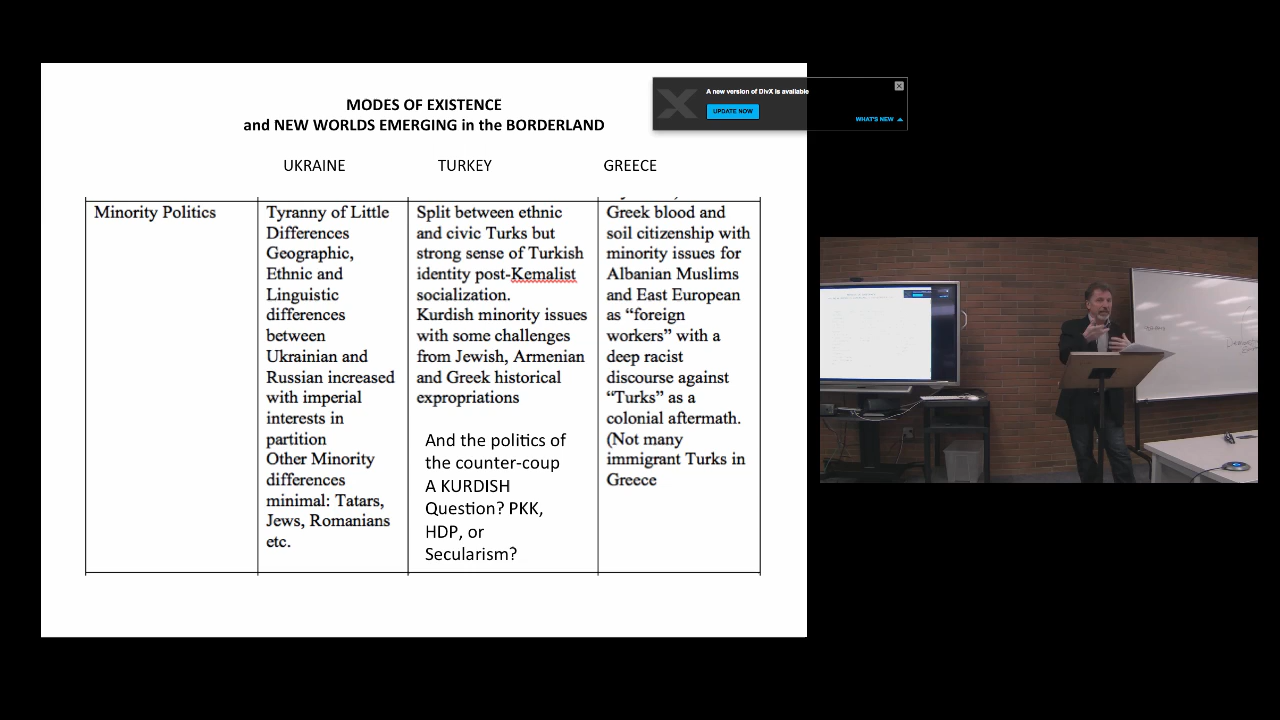 MODES OF EXISTENCE
and NEW WORLDS EMERGING in the BORDERLAND
A new version of DivX is available
UPDATE NOW
WHAT'S NEW
UKRAINE TURKEY GREECE
Minority Politics
Tyranny of Little
Differences
Geographic,
Ethnic and
Linguistic
differences
between
Ukrainian and
Russian increased
with imperial
interests in
partition
Other Minority
differences
minimal: Tatars,
Jews, Romanians
etc.
Split between ethnic
and civic Turks but
strong sense of Turkish
identity post-Kemalist
socialization.
Kurdish minority issues
with some challenges
from Jewish, Armenian
and Greek historical
expropriations
And the politics of
the counter-coup
A KURDISH
Question? PKK,
HDP, or
Secularism?
Greek blood and
soil citizenship with
minority issues for
Albanian Muslims
and East European
as “foreign
workers” with a
deep racist
discourse against
“Turks” as a
colonial aftermath.
(Not many
immigrant Turks in
Greece